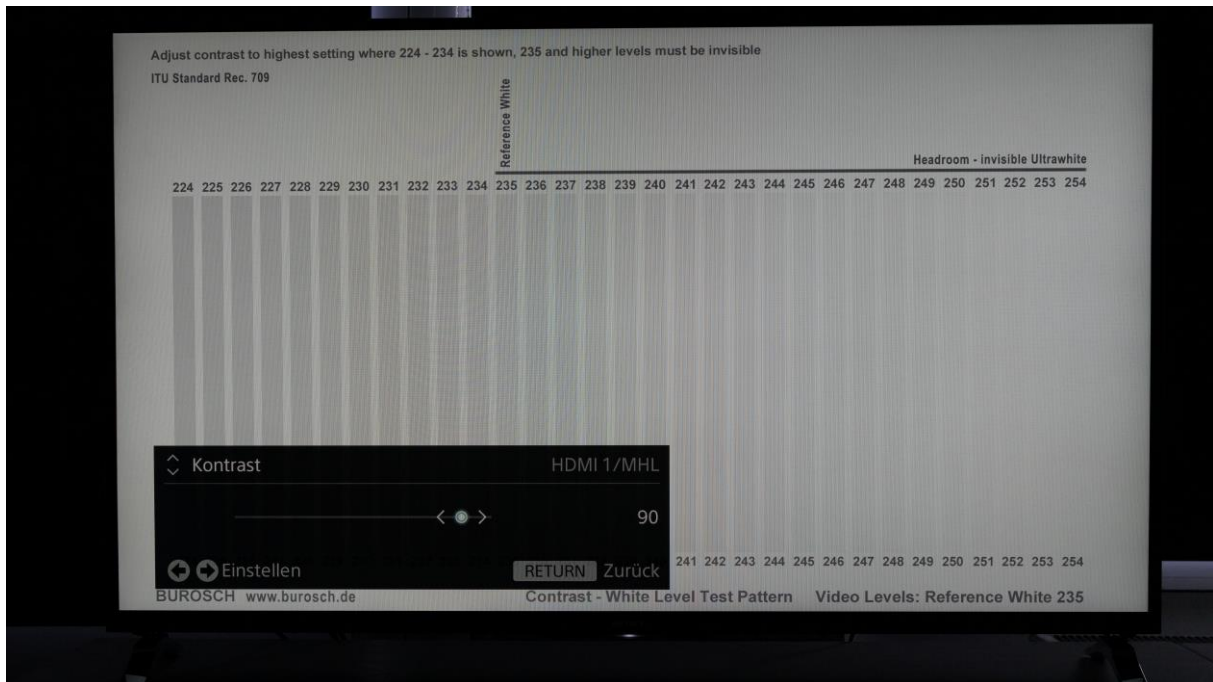 Adjust contrast to highest setting where 224 - 234 is shown, 235 and higher levels must be invisible
ITU Standard Rec. 709
Reference White
Headroom - invisible Ultrawhite
224 225 226 227 228 229 230 231 232 233 234 235 236 237 238 239 240 241 242 243 244 245 246 247 248 249 250 251 252 253 254
Kontrast HDMI 1/MHL
90
Einstellen RETURN Zurück
241 242 243 244 245 246 247 248 249 250 251 252 253 254
BUROSCH www.burosch.de Contrast - White Level Test Pattern Video Levels: Reference White 235